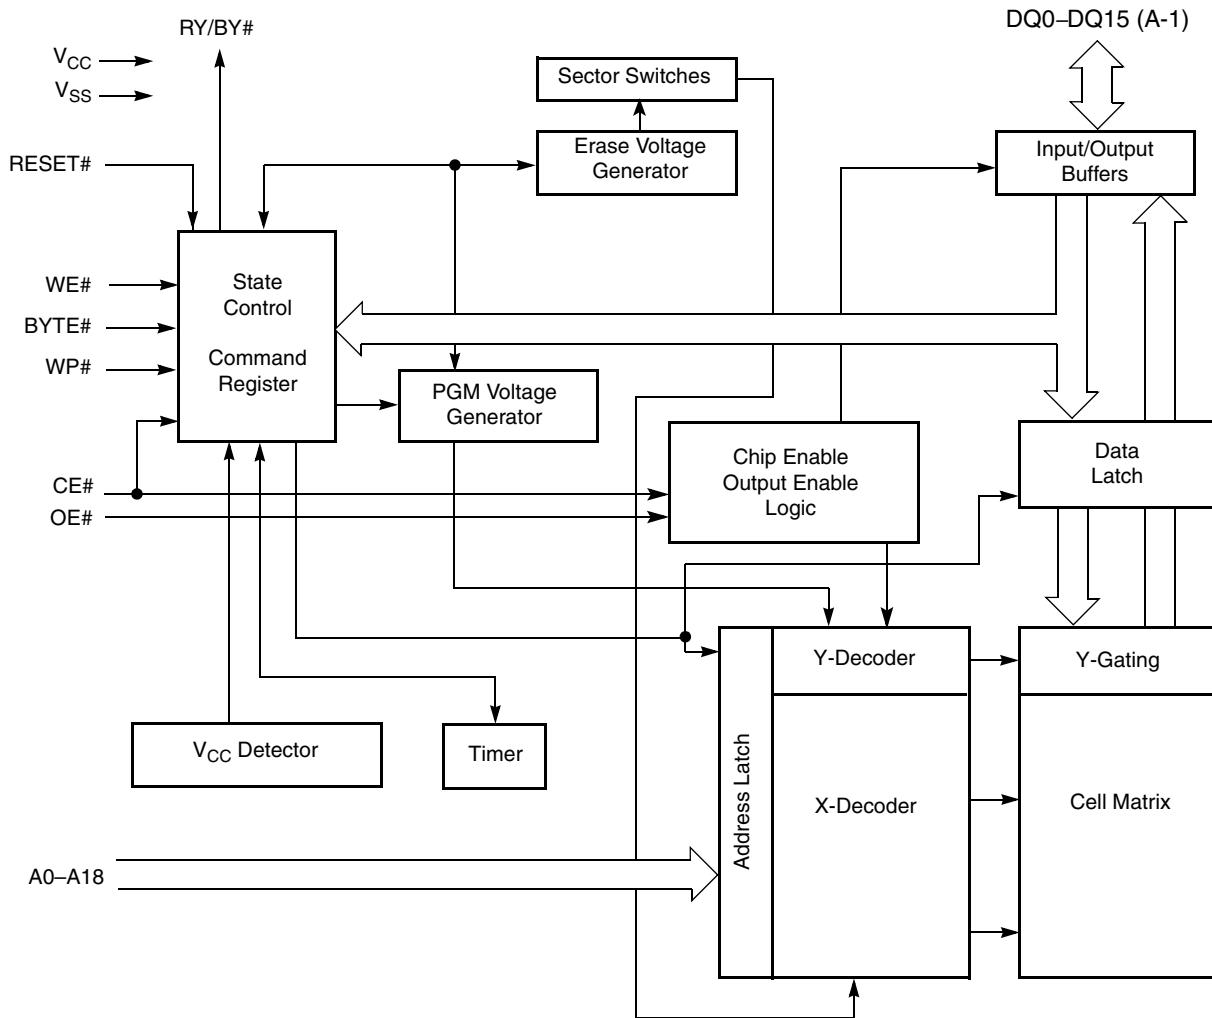 RY/BY#
DQ0–DQ15 (A-1)
VCC
VSS
Sector Switches
Erase Voltage
Generator
Input/Output
Buffers
RESET#
WE#
BYTE#
WP#
State
Control
Command
Register
PGM Voltage
Generator
CE#
OE#
Chip Enable
Output Enable
Logic
Data
Latch
Y-Decoder
Y-Gating
VCC Detector
Timer
Address Latch
X-Decoder
Cell Matrix
A0–A18